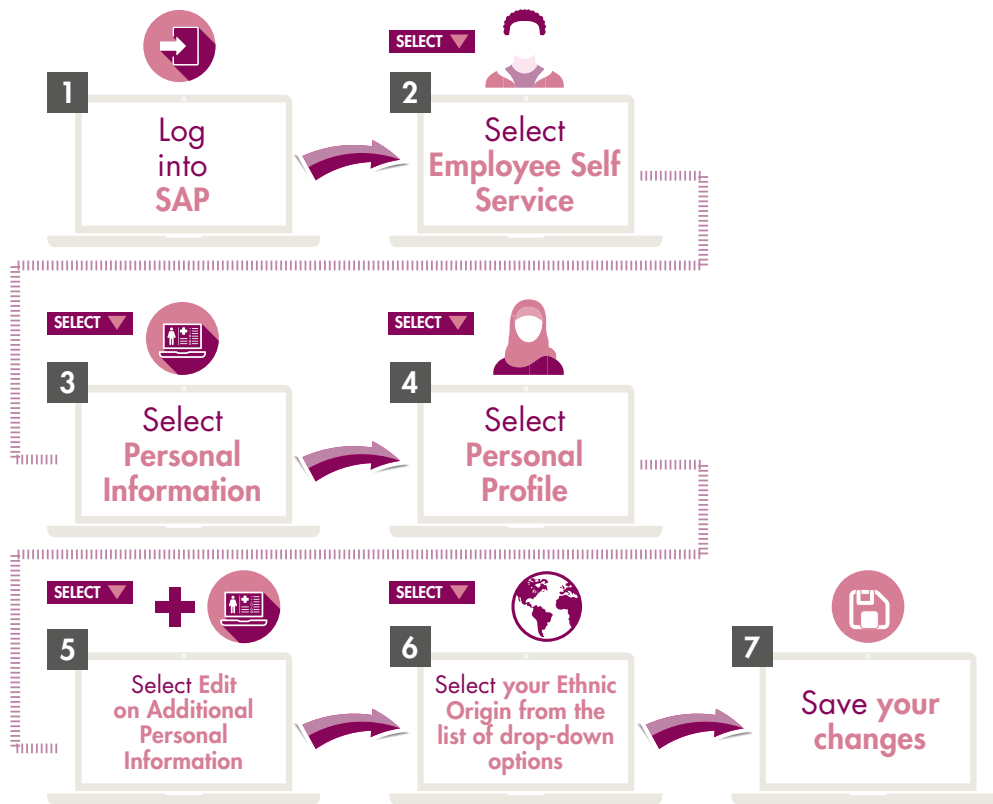 1
Log
into
SAP
SELECT
2
Select
Employee Self
Service
SELECT
3
Select
Personal
Information
SELECT
4
Select
Personal
Profile
SELECT
5
Select Edit
on Additional
Personal
Information
SELECT
6
Select your Ethnic
Origin from the
list of drop-down
options
7
Save your
changes